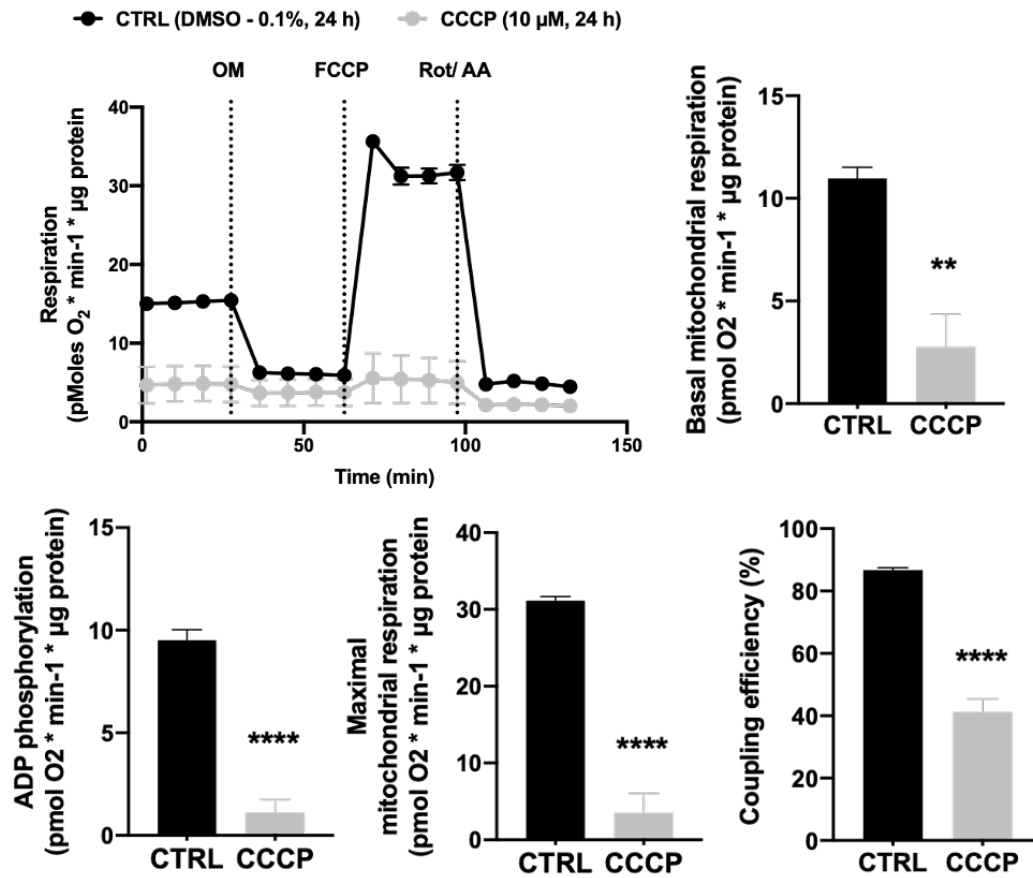 CTRL (DMSO - 0.1%, 24 h) CCCP (10 µM, 24 h)
OM FCCP Rot/ AA
Respiration
(pMoles O₂ * min-1 * µg protein
40
30
20
10
0
0 50 100 150
Time (min)
Basal mitochondrial respiration
(pmol O2 * min-1 * µg protein)
15
10
5
0
**
CTRL CCCP
ADP phosphorylation
(pmol O2 * min-1 * µg protein)
15
10
5
0
****
CTRL CCCP
Maximal
mitochondrial respiration
(pmol O2 * min-1 * µg protein
40
30
20
10
0
****
CTRL CCCP
Coupling efficiency (%)
100
80
60
40
20
0
****
CTRL CCCP